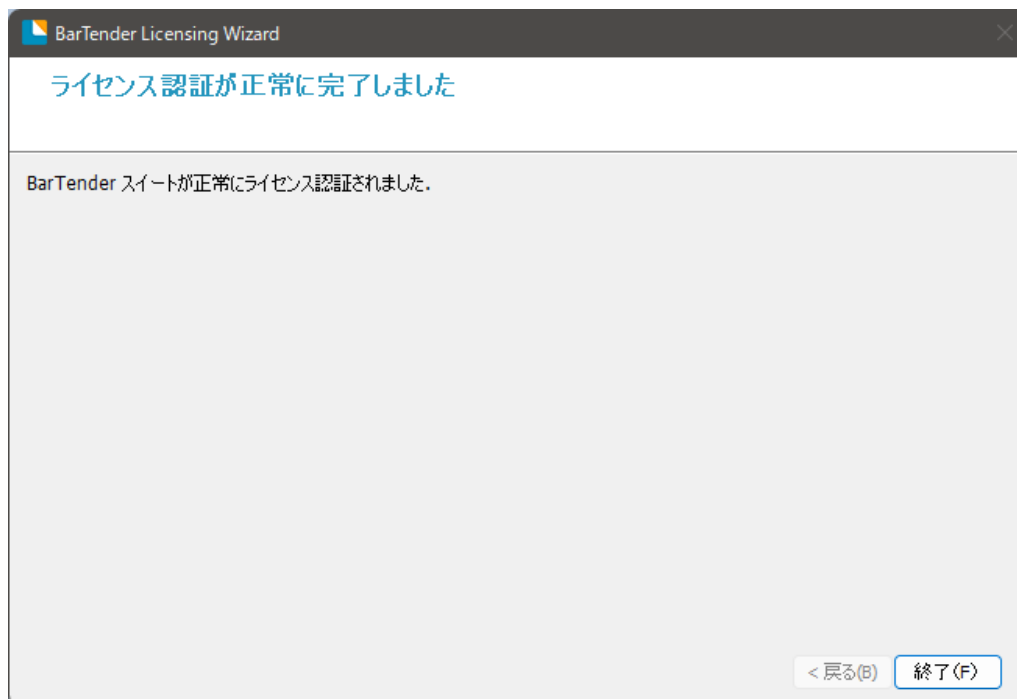 BarTender Licensing Wizard
ライセンス認証が正常に完了しました
BarTender スイートが正常にライセンス認証されました.
< 戻る(B)
終了(F)